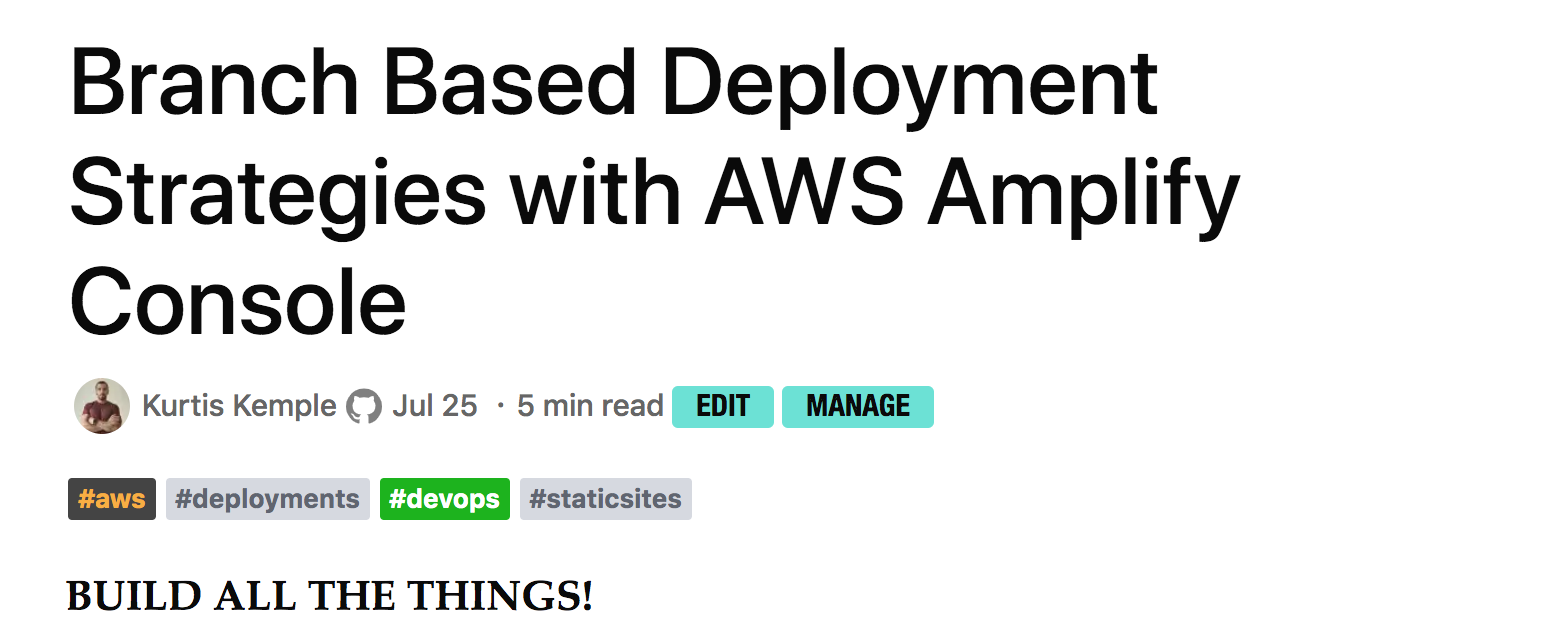 Branch Based Deployment
Strategies with AWS Amplify
Console
Kurtis Kemple Jul 25 · 5 min read EDIT MANAGE
#aws #deployments #devops #staticsites
BUILD ALL THE THINGS!